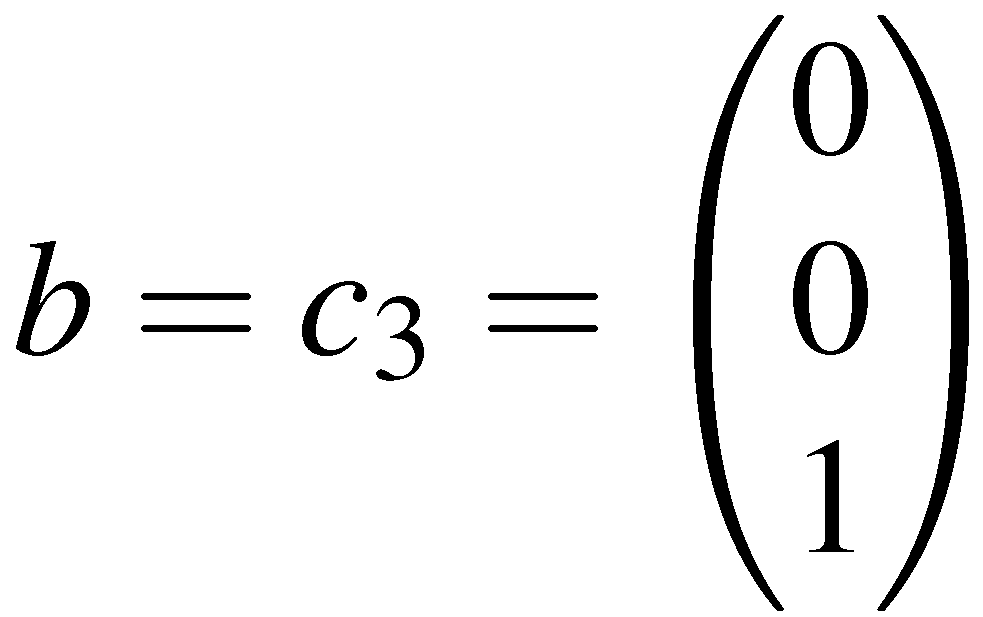 b = c₃ = (0
0
1)